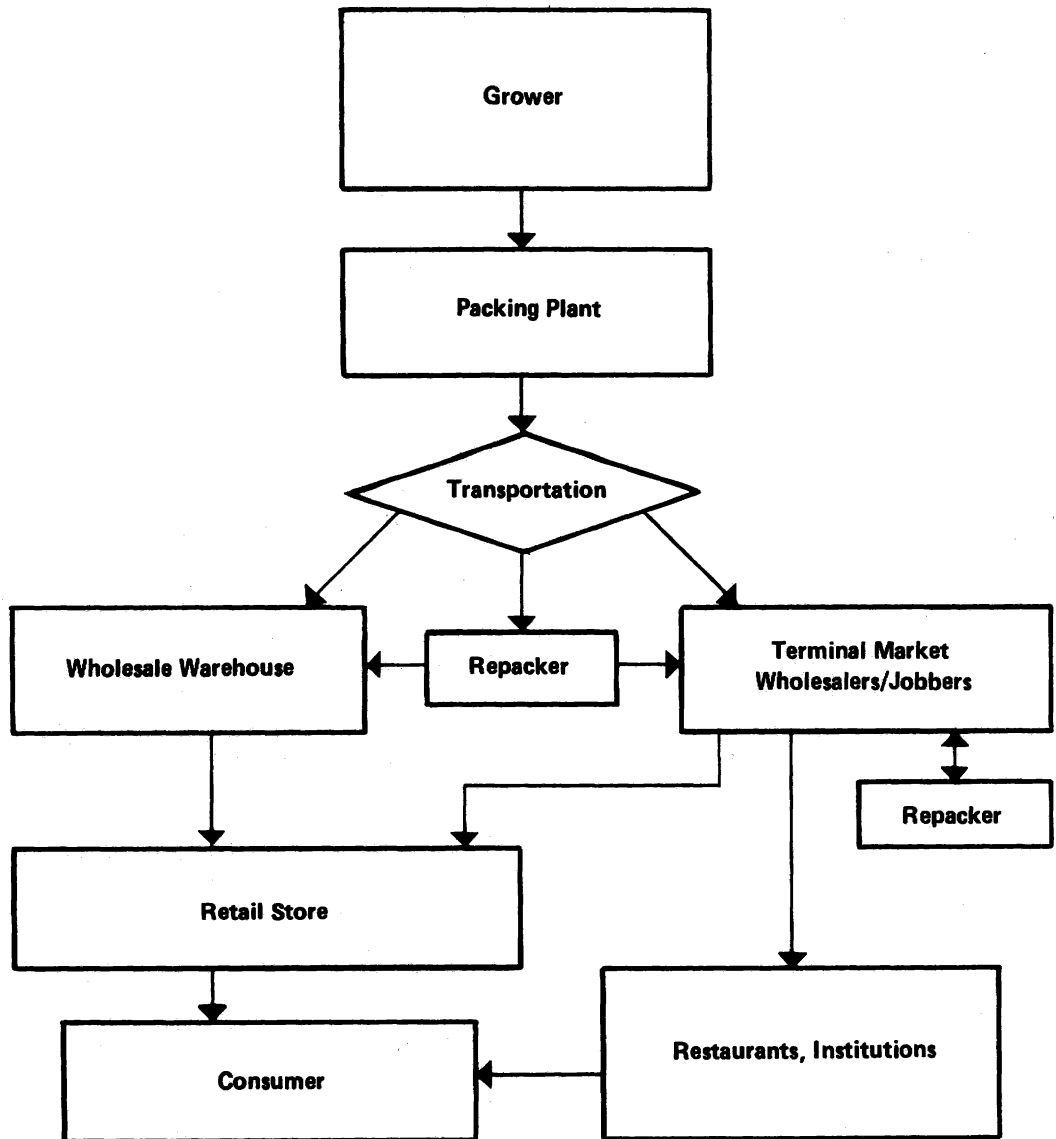 Grower
Packing Plant
Transportation
Wholesale Warehouse
Repacker
Terminal Market
Wholesalers/Jobbers
Repacker
Retail Store
Restaurants, Institutions
Consumer